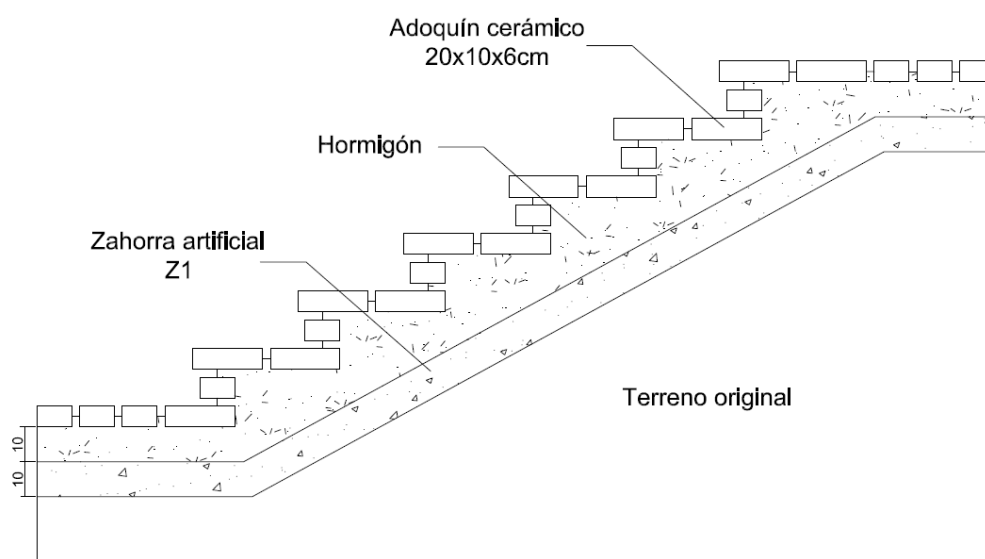 Adoquín cerámico
20x10x6cm
Hormigón
Zahorra artificial
Z1
Terreno original
10
10